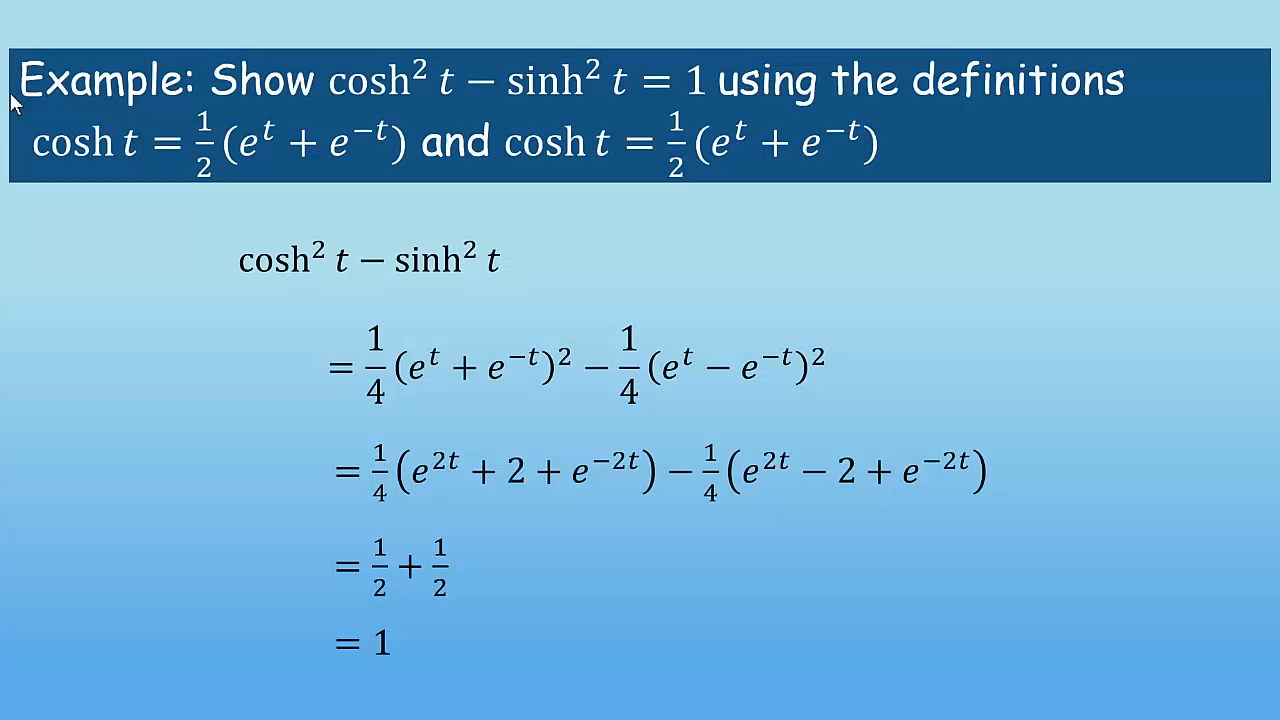 Example: Show cosh² t − sinh² t = 1 using the definitions
cosh t = 1/2 (eᵗ + e⁻ᵗ) and cosh t = 1/2 (eᵗ + e⁻ᵗ)
cosh² t − sinh² t
= 1/4 (eᵗ + e⁻ᵗ)² − 1/4 (eᵗ − e⁻ᵗ)²
= 1/4 (e²ᵗ + 2 + e⁻²ᵗ) − 1/4 (e²ᵗ − 2 + e⁻²ᵗ)
= 1/2 + 1/2
= 1